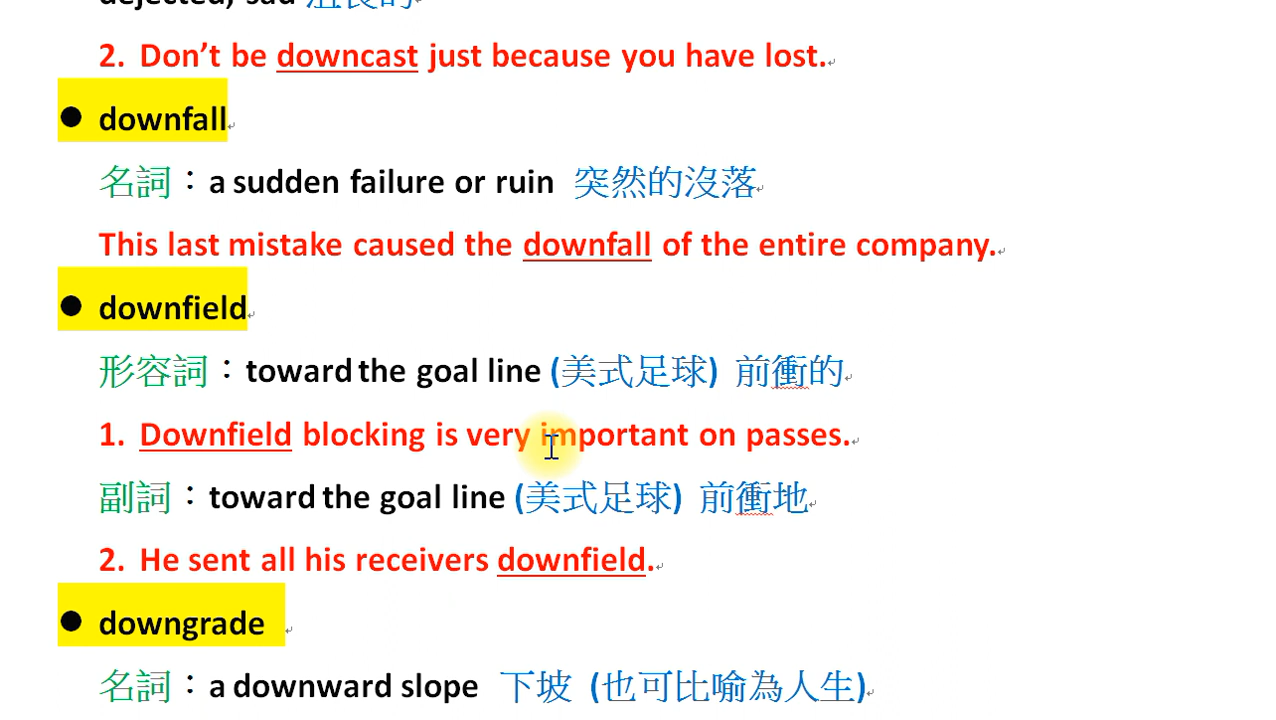 dejected, sad
2. Don't be downcast just because you have lost.
● downfall
名詞：a sudden failure or ruin 突然的沒落
This last mistake caused the downfall of the entire company.
● downfield
形容詞：toward the goal line (美式足球) 前衝的
1. Downfield blocking is very important on passes.
副詞：toward the goal line (美式足球) 前衝地
2. He sent all his receivers downfield.
● downgrade
名詞：a downward slope 下坡 (也可比喻為人生)